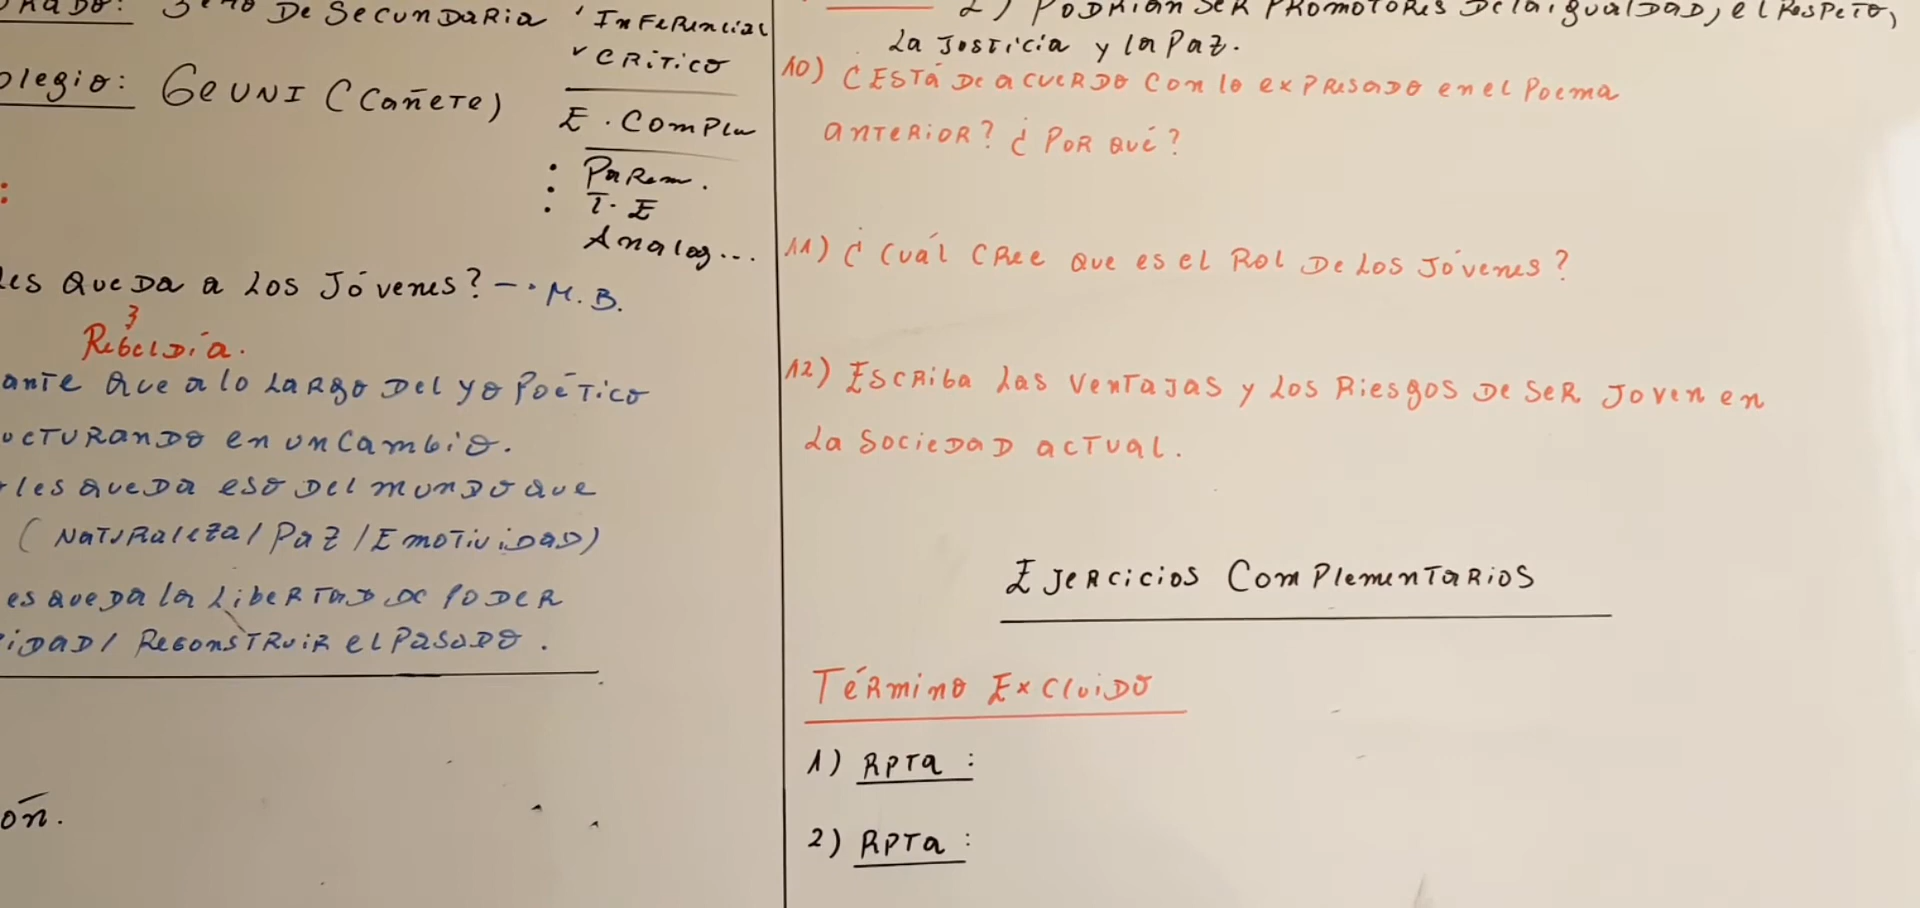 De Secundaria
olegio: GEUNI (Cañete)
les queda a los jóvenes? - . M. B.
3
Rebeldía.
ante que a lo largo del yo poético
ucturando en un cambio.
les queda eso del mundo que
(Naturaleza / Paz / Emotividad)
es queda la libertad de poder
idad / Reconstruir el pasado.
ón.
Inferencial
✓ Crítico
E. Complu
: Parem.
T. E
Analog...
2) Podrían ser promotores de la igualdad, el respeto,
La justicia y la paz.
10) ¿Está de acuerdo con lo expresado en el poema
anterior? ¿Por qué?
11) ¿Cuál cree que es el rol de los jóvenes?
12) Escriba las ventajas y los riesgos de ser joven en
la sociedad actual.
Ejercicios Complementarios
Término Excluido
1) Rpta :
2) Rpta :